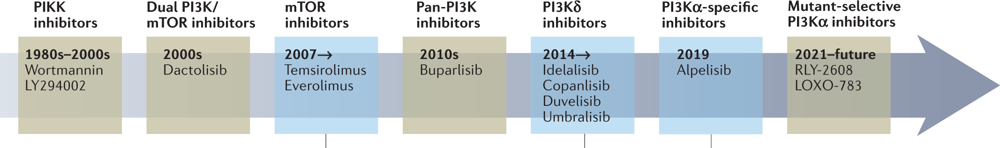 PIKK
inhibitors
1980s–2000s
Wortmannin
LY294002
Dual PI3K/
mTOR inhibitors
2000s
Dactolisib
mTOR
inhibitors
2007→
Temsirolimus
Everolimus
Pan-PI3K
inhibitors
2010s
Buparlisib
PI3Kδ
inhibitors
2014→
Idelalisib
Copanlisib
Duvelisib
Umbralisib
PI3Kα-specific
inhibitors
2019
Alpelisib
Mutant-selective
PI3Kα inhibitors
2021–future
RLY-2608
LOXO-783